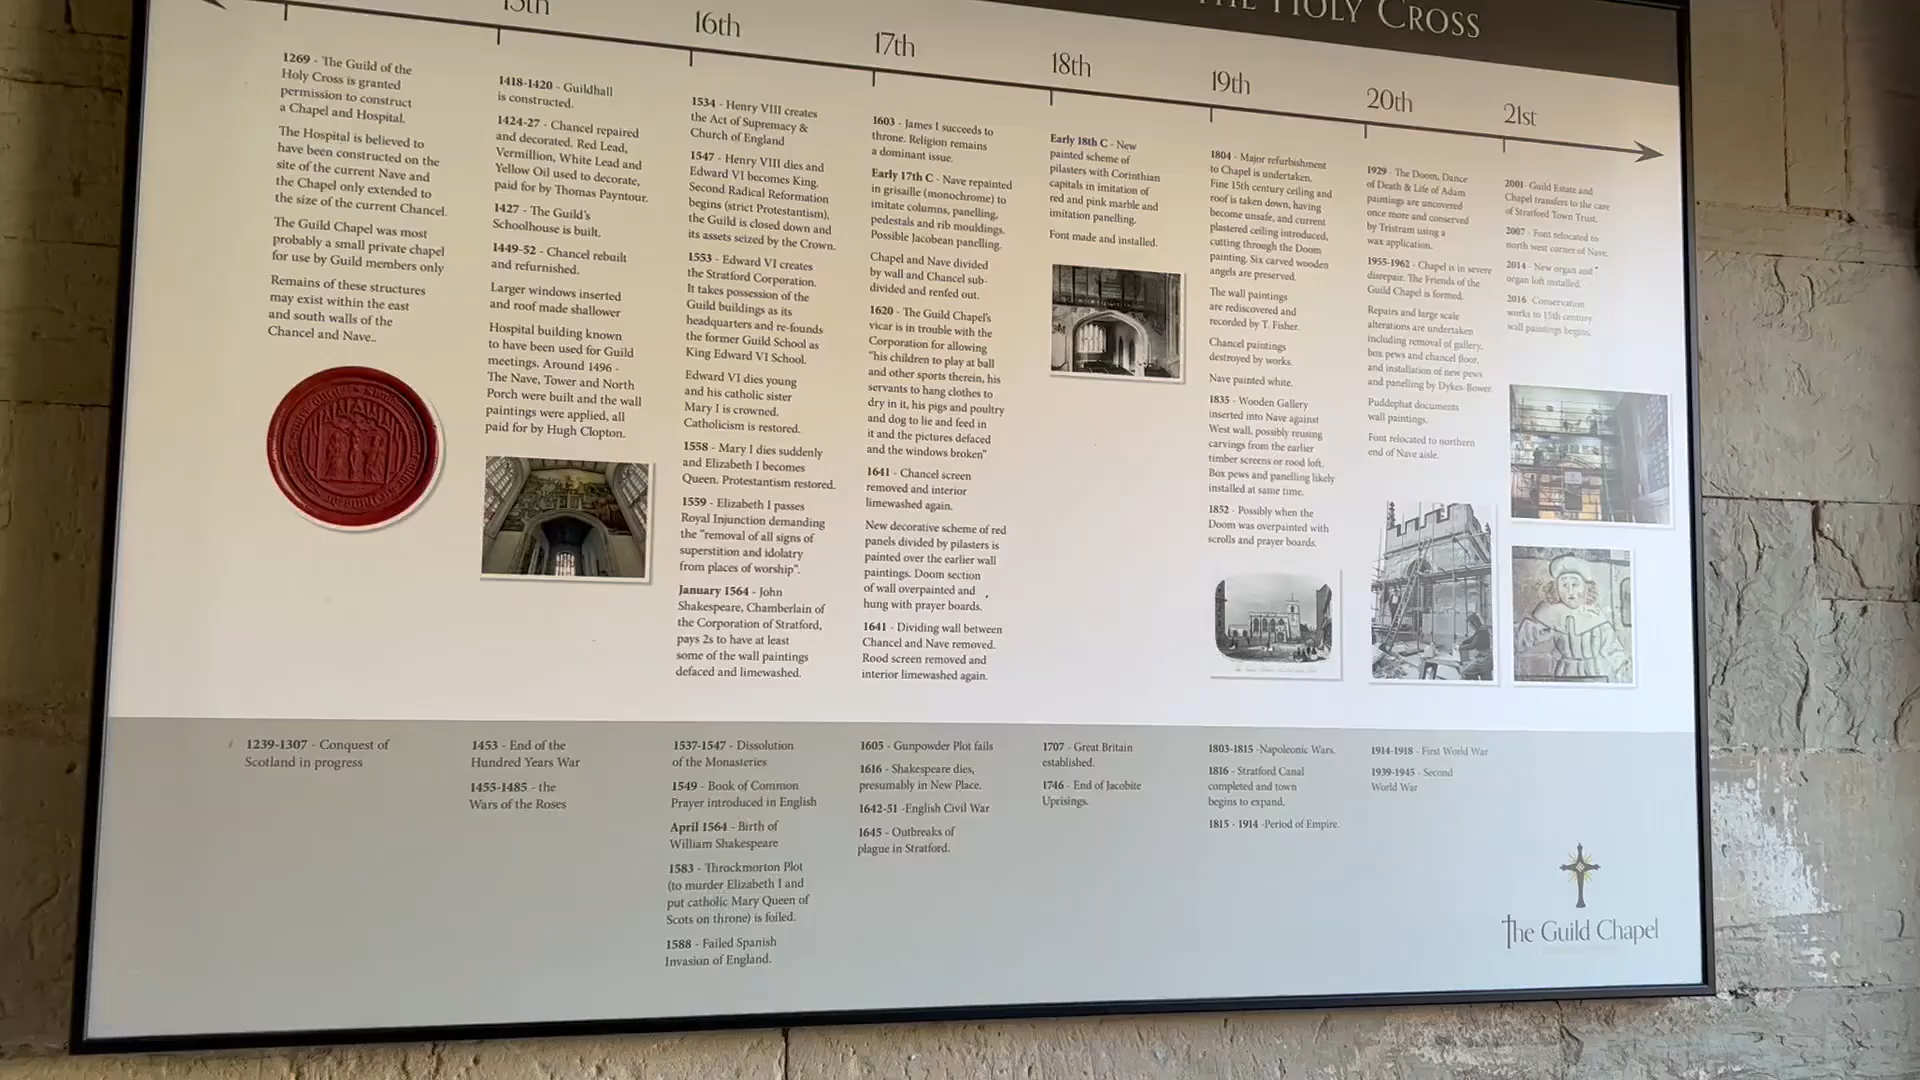 THE HOLY CROSS
15th
16th
17th
18th
19th
20th
21st
1269 - The Guild of the
Holy Cross is granted
permission to construct
a Chapel and Hospital.
The Hospital is believed to
have been constructed on the
site of the current Nave and
the Chapel only extended to
the size of the current Chancel.
The Guild Chapel was most
probably a small private chapel
for use by Guild members only
Remains of these structures
may exist within the east
and south walls of the
Chancel and Nave..
1418-1420 - Guildhall
is constructed.
1424-27 - Chancel repaired
and decorated. Red Lead,
Vermillion, White Lead and
Yellow Oil used to decorate,
paid for by Thomas Payntour.
1427 - The Guild's
Schoolhouse is built.
1449-52 - Chancel rebuilt
and refurnished.
Larger windows inserted
and roof made shallower
Hospital building known
to have been used for Guild
meetings. Around 1496 -
The Nave, Tower and North
Porch were built and the wall
paintings were applied, all
paid for by Hugh Clopton.
1534 - Henry VIII creates
the Act of Supremacy &
Church of England
1547 - Henry VIII dies and
Edward VI becomes King.
Second Radical Reformation
begins (strict Protestantism),
the Guild is closed down and
its assets seized by the Crown.
1553 - Edward VI creates
the Stratford Corporation.
It takes possession of the
Guild buildings as its
headquarters and re-founds
the former Guild School as
King Edward VI School.
Edward VI dies young
and his catholic sister
Mary I is crowned.
Catholicism is restored.
1558 - Mary I dies suddenly
and Elizabeth I becomes
Queen. Protestantism restored.
1559 - Elizabeth I passes
Royal Injunction demanding
the "removal of all signs of
superstition and idolatry
from places of worship".
January 1564 - John
Shakespeare, Chamberlain of
the Corporation of Stratford,
pays 2s to have at least
some of the wall paintings
defaced and limewashed.
1603 - James I succeeds to
throne. Religion remains
a dominant issue.
Early 17th C - Nave repainted
in grisaille (monochrome) to
imitate columns, panelling,
pedestals and rib mouldings.
Possible Jacobean panelling.
Chapel and Nave divided
by wall and Chancel sub-
divided and renfed out.
1620 - The Guild Chapel's
vicar is in trouble with the
Corporation for allowing
"his children to play at ball
and other sports therein, his
servants to hang clothes to
dry in it, his pigs and poultry
and dog to lie and feed in
it and the pictures defaced
and the windows broken"
1641 - Chancel screen
removed and interior
limewashed again.
New decorative scheme of red
panels divided by pilasters is
painted over the earlier wall
paintings. Doom section
of wall overpainted and
hung with prayer boards.
1641 - Dividing wall between
Chancel and Nave removed.
Rood screen removed and
interior limewashed again.
Early 18th C - New
painted scheme of
pilasters with Corinthian
capitals in imitation of
red and pink marble and
imitation panelling.
Font made and installed.
1804 - Major refurbishment
to Chapel is undertaken.
Fine 15th century ceiling and
roof is taken down, having
become unsafe, and current
plastered ceiling introduced,
cutting through the Doom
painting. Six carved wooden
angels are preserved.
The wall paintings
are rediscovered and
recorded by T. Fisher.
Chancel paintings
destroyed by works.
Nave painted white.
1835 - Wooden Gallery
inserted into Nave against
West wall, possibly reusing
carvings from the earlier
timber screens or rood loft.
Box pews and panelling likely
installed at same time.
1852 - Possibly when the
Doom was overpainted with
scrolls and prayer boards.
1929 - The Doom, Dance
of Death & Life of Adam
paintings are uncovered
once more and conserved
by Tristram using a
wax application.
1955-1962 - Chapel is in severe
disrepair. The Friends of the
Guild Chapel is formed.
Repairs and large scale
alterations are undertaken
including removal of gallery,
box pews and chancel floor,
and installation of new pews
and panelling by Dykes-Bower.
Puddephat documents
wall paintings.
Font relocated to northern
end of Nave aisle.
2001 - Guild Estate and
Chapel transfers to the care
of Stratford Town Trust.
2007 - Font relocated to
north west corner of Nave.
2014 - New organ and
organ loft installed.
2016 Conservation
works to 15th century
wall paintings begins.
1239-1307 - Conquest of
Scotland in progress
1453 - End of the
Hundred Years War
1455-1485 - the
Wars of the Roses
1537-1547 - Dissolution
of the Monasteries
1549 - Book of Common
Prayer introduced in English
April 1564 - Birth of
William Shakespeare
1583 - Throckmorton Plot
(to murder Elizabeth I and
put catholic Mary Queen of
Scots on throne) is foiled.
1588 - Failed Spanish
Invasion of England.
1605 - Gunpowder Plot fails
1616 - Shakespeare dies,
presumably in New Place.
1642-51 -English Civil War
1645 - Outbreaks of
plague in Stratford.
1707 - Great Britain
established.
1746 - End of Jacobite
Uprisings.
1803-1815 -Napoleonic Wars.
1816 - Stratford Canal
completed and town
begins to expand.
1815 - 1914 -Period of Empire.
1914-1918 - First World War
1939-1945 - Second
World War
The Guild Chapel